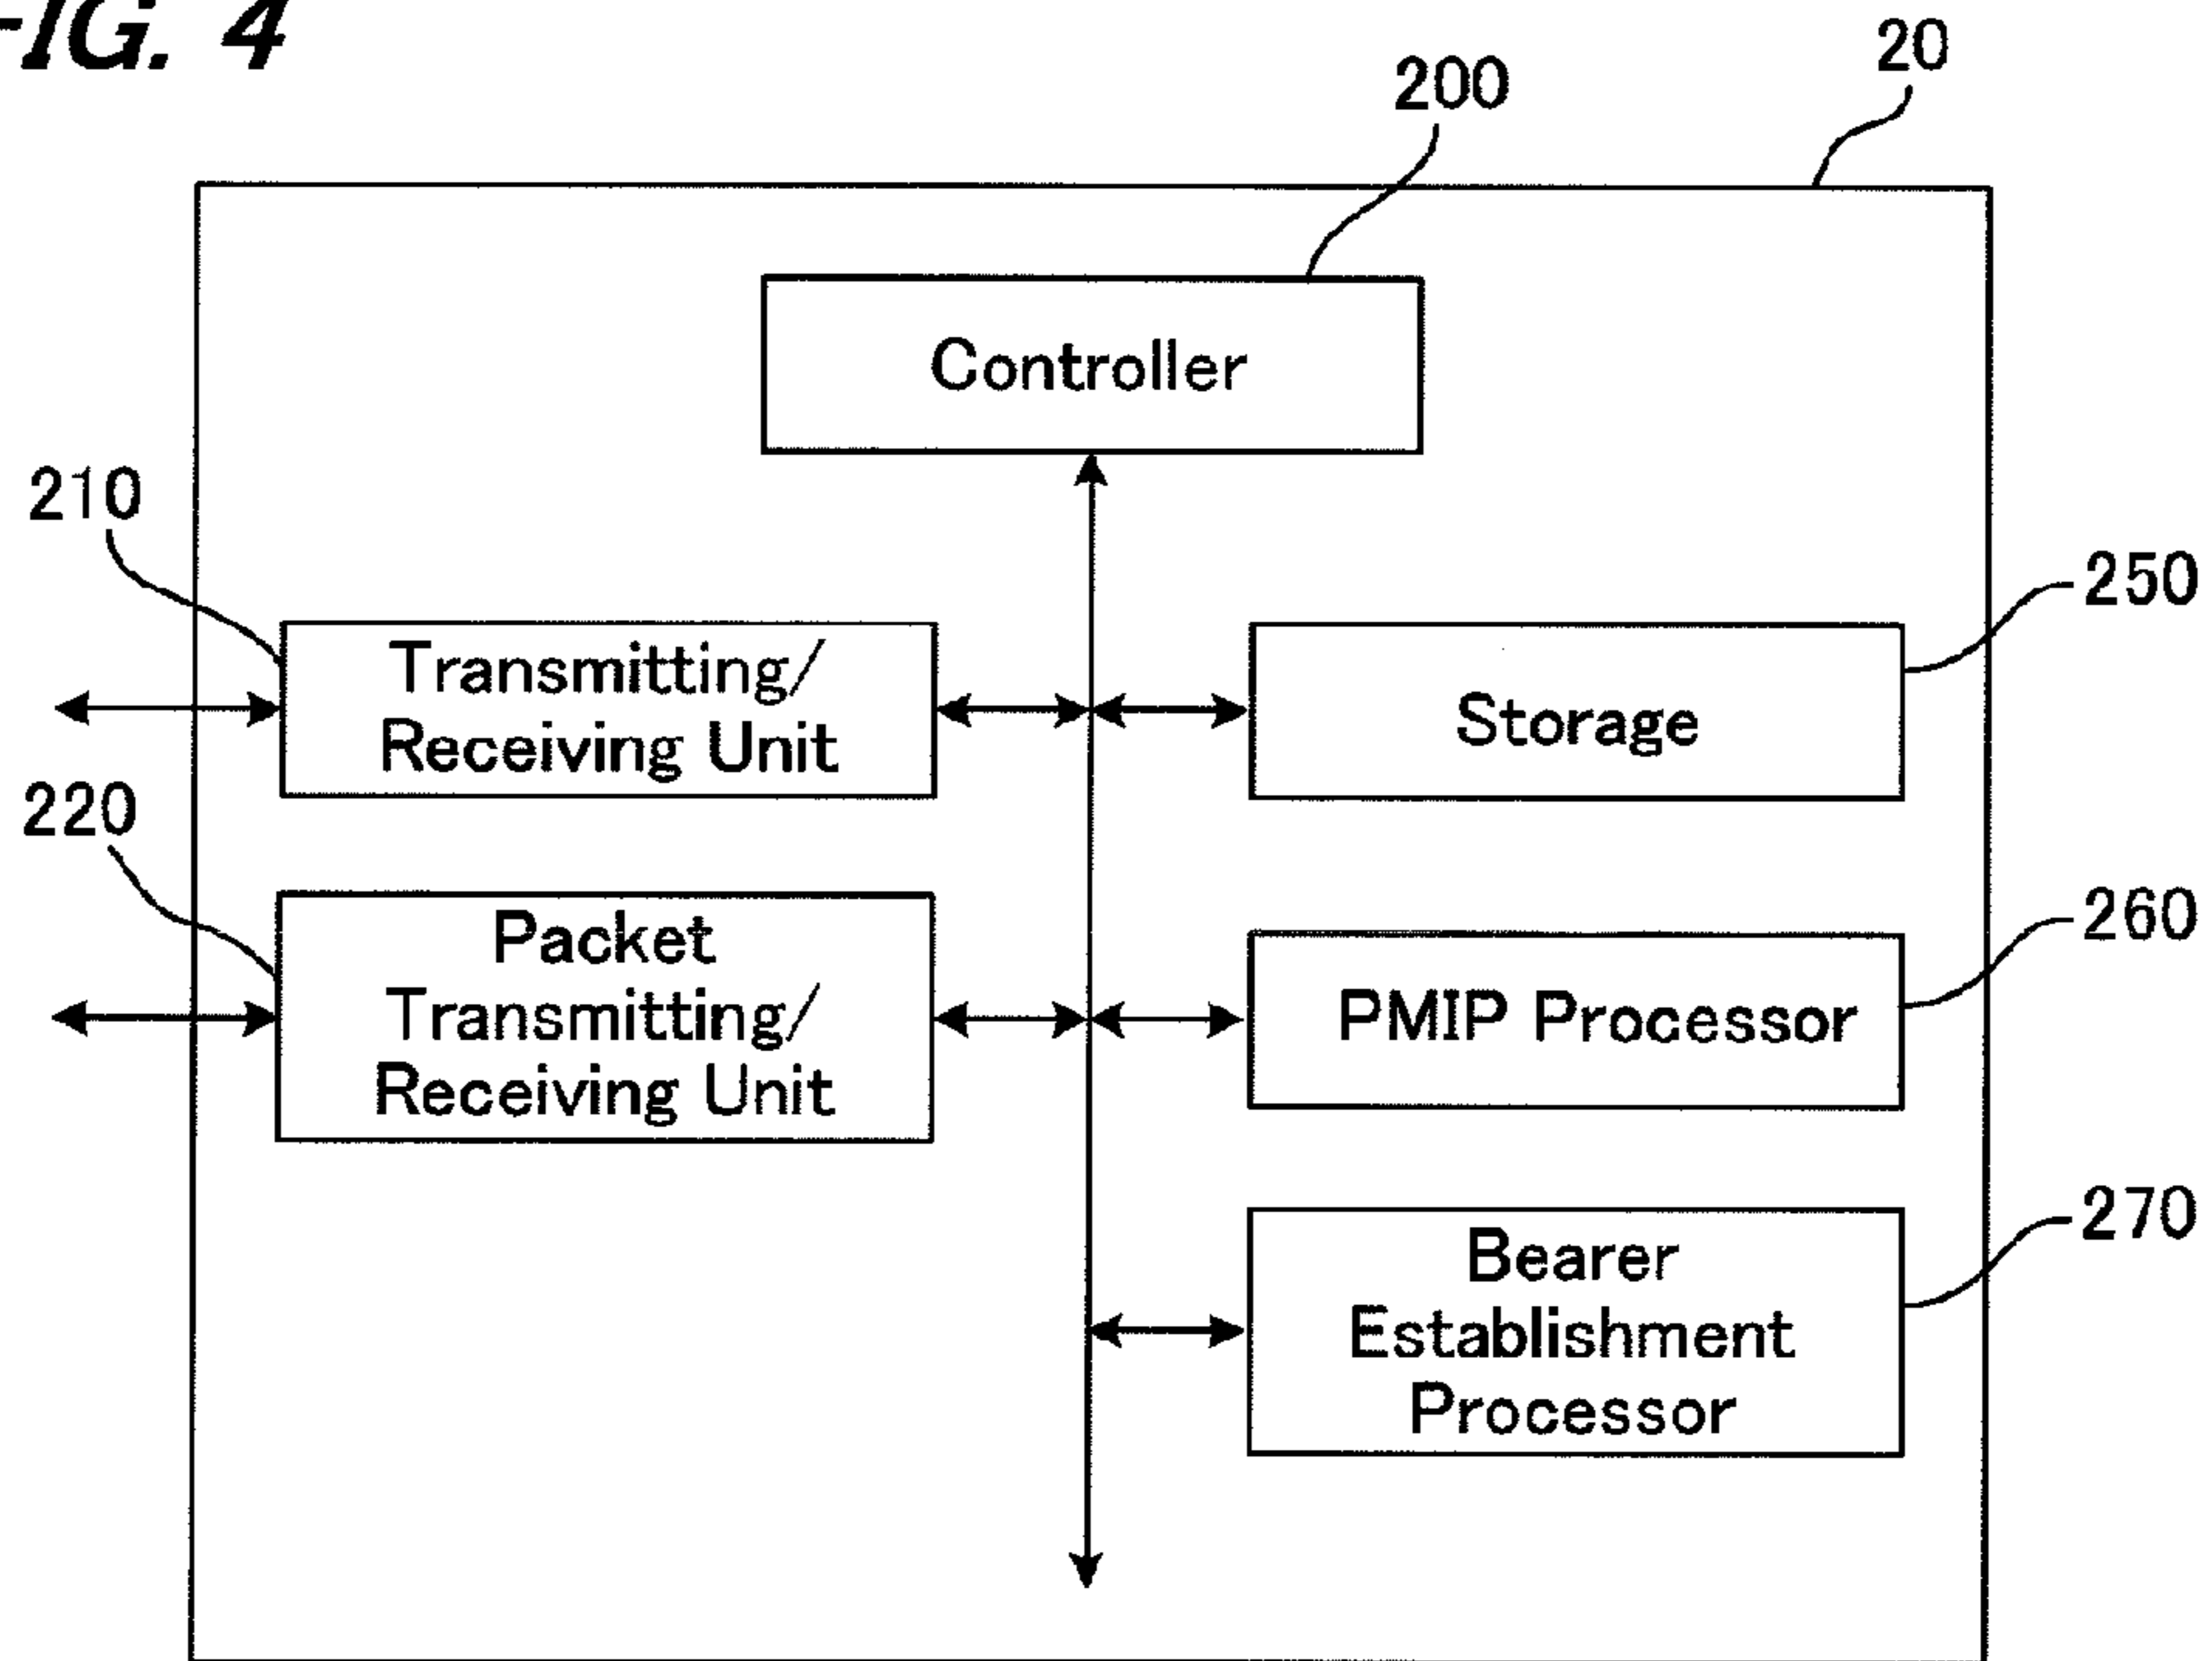 FIG. 4
20
200
Controller
210
250
Transmitting/
Receiving Unit
Storage
220
260
Packet
Transmitting/
Receiving Unit
PMIP Processor
270
Bearer
Establishment
Processor